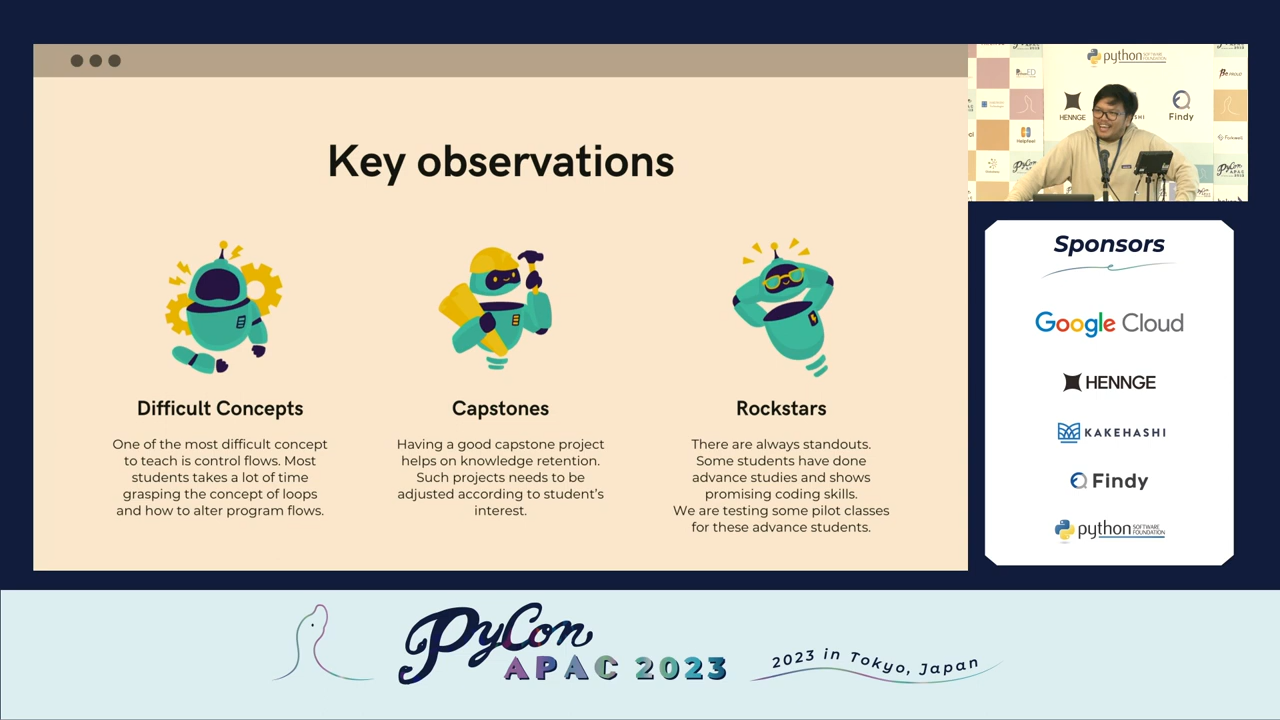 Key observations
Difficult Concepts
One of the most difficult concept
to teach is control flows. Most
students takes a lot of time
grasping the concept of loops
and how to alter program flows.
Capstones
Having a good capstone project
helps on knowledge retention.
Such projects needs to be
adjusted according to student's
interest.
Rockstars
There are always standouts.
Some students have done
advance studies and shows
promising coding skills.
We are testing some pilot classes
for these advance students.
python
HENNGE
Findy
Sponsors
Google Cloud
HENNGE
KAKEHASHI
Findy
python SOFTWARE FOUNDATION
PyCon
APAC 2023
2023 in Tokyo, Japan